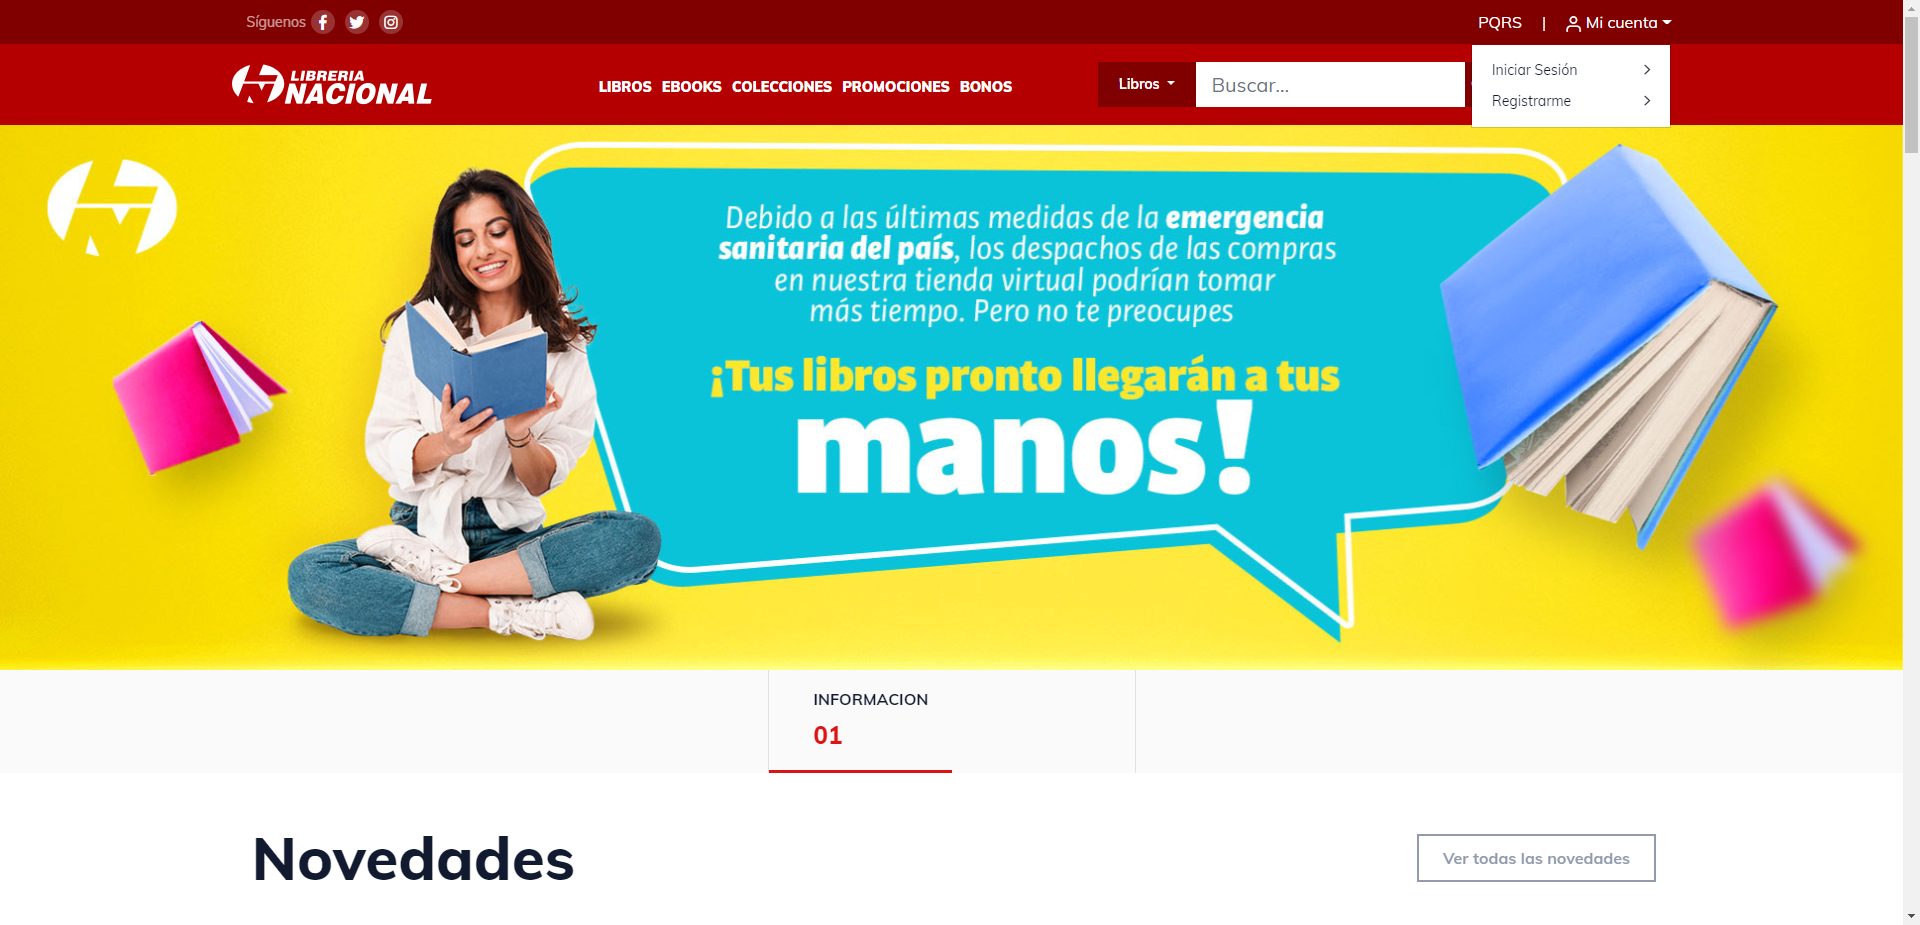 Síguenos
PQRS | Mi cuenta
Iniciar Sesión
Registrarme
LIBRERIA
NACIONAL
LIBROS EBOOKS COLECCIONES PROMOCIONES BONOS
Libros
Buscar...
Debido a las últimas medidas de la emergencia
sanitaria del país, los despachos de las compras
en nuestra tienda virtual podrían tomar
más tiempo. Pero no te preocupes
¡Tus libros pronto llegarán a tus
manos!
INFORMACION
01
Novedades
Ver todas las novedades